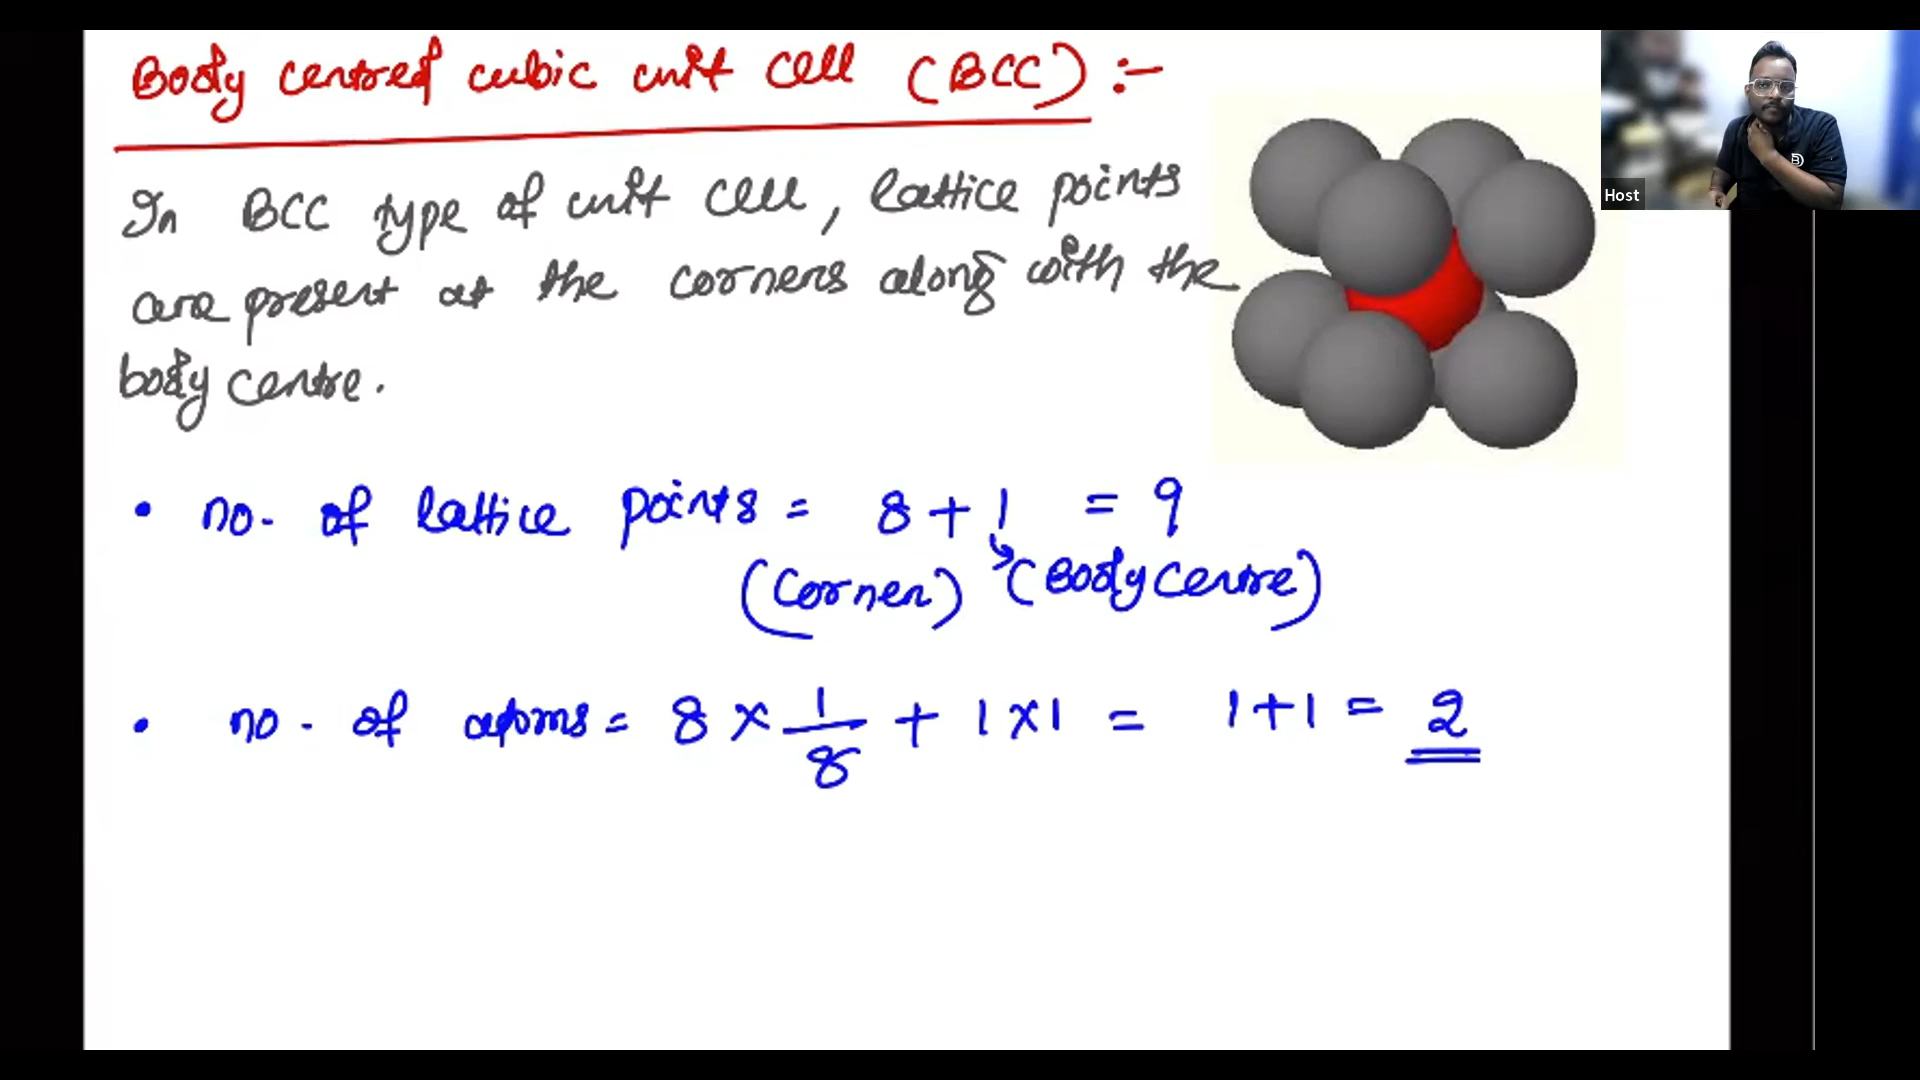 Body centred cubic unit cell (BCC) :-
In BCC type of unit cell, lattice points
are present at the corners along with the
body centre.
• no. of lattice points = 8 + 1 = 9
(Corner) (Body Centre)
• no. of atoms = 8 × 1/8 + 1×1 = 1+1 = 2
Host